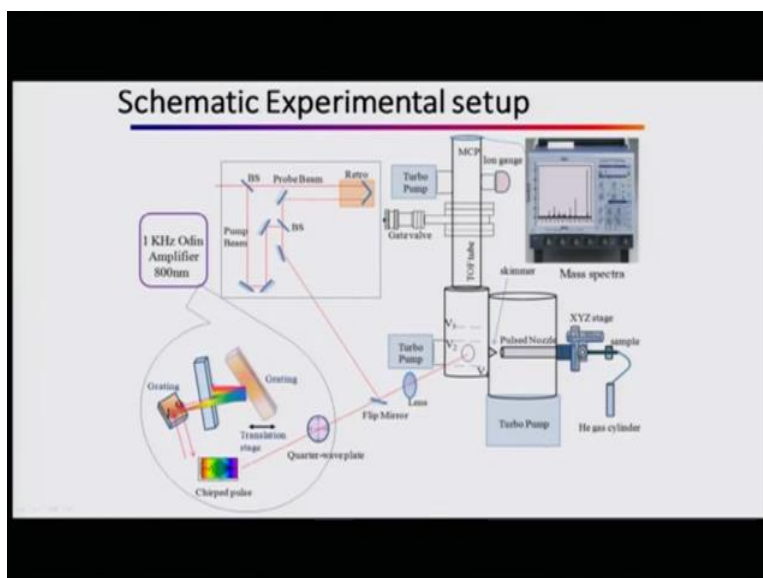 Schematic Experimental setup
BS
Probe Beam
Retro
Pump
Beam
BS
1 KHz Odin
Amplifier
800nm
MCP
Ion gauge
Turbo
Pump
Gate valve
TOF tube
skimmer
Mass spectra
V3
V2
V1
Turbo
Pump
Pulsed Nozzle
XYZ stage
sample
Turbo Pump
He gas cylinder
Lens
Flip Mirror
Quarter-wave plate
Grating
Grating
Translation
stage
Chirped pulse